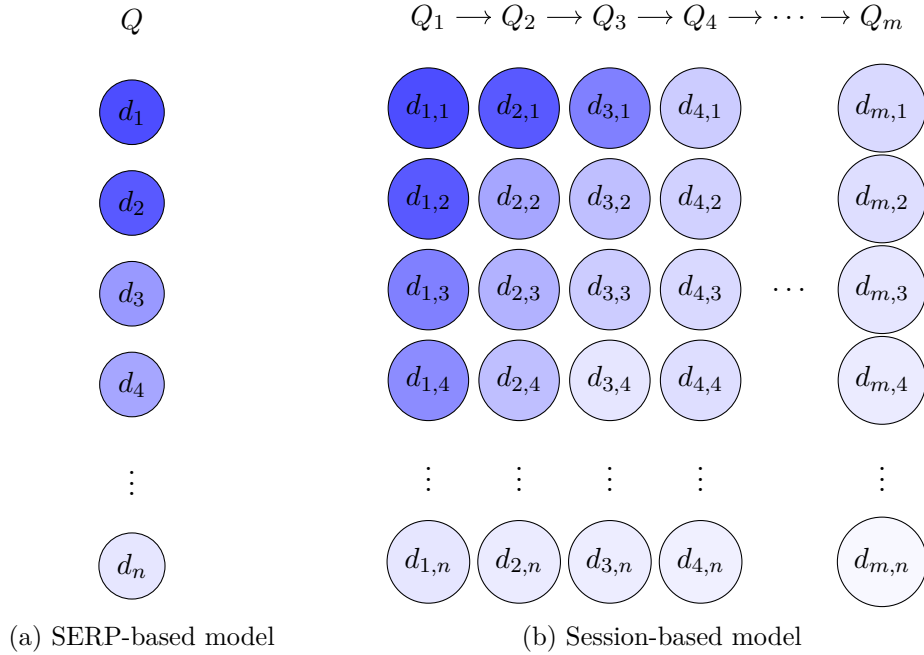 Q Q₁ → Q₂ → Q₃ → Q₄ → ⋯ → Qₘ
d₁ d₁,₁ d₂,₁ d₃,₁ d₄,₁ dₘ,₁
d₂ d₁,₂ d₂,₂ d₃,₂ d₄,₂ dₘ,₂
d₃ d₁,₃ d₂,₃ d₃,₃ d₄,₃ ⋯ dₘ,₃
d₄ d₁,₄ d₂,₄ d₃,₄ d₄,₄ dₘ,₄
⋮ ⋮ ⋮ ⋮ ⋮ ⋮
dₙ d₁,ₙ d₂,ₙ d₃,ₙ d₄,ₙ dₘ,ₙ
(a) SERP-based model (b) Session-based model